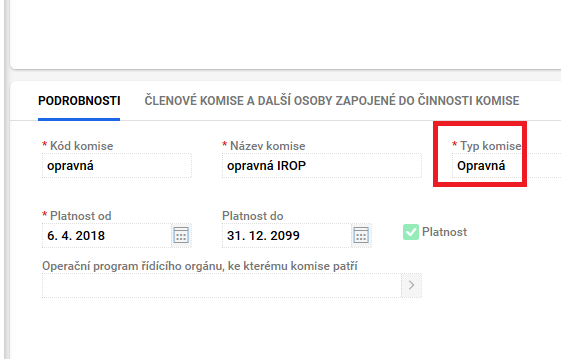 PODROBNOSTI ČLENOVÉ KOMISE A DALŠÍ OSOBY ZAPOJENÉ DO ČINNOSTI KOMISE
* Kód komise * Název komise * Typ komise
opravná opravná IROP Opravná
* Platnost od Platnost do
6. 4. 2018 31. 12. 2099 Platnost
Operační program řídícího orgánu, ke kterému komise patří